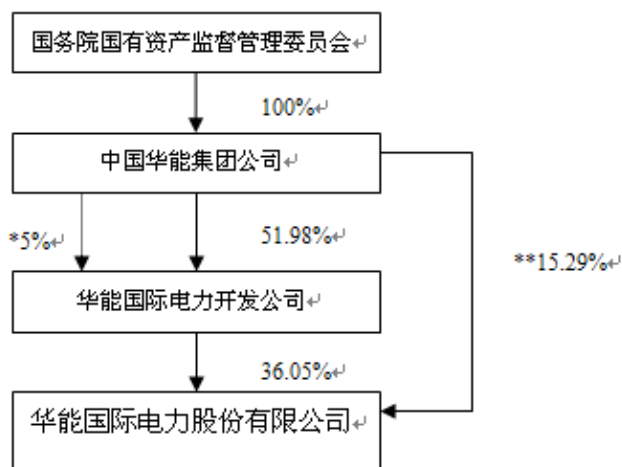 国务院国有资产监督管理委员会↵
100%↵
中国华能集团公司↵
*5%↵
51.98%↵
**15.29%↵
华能国际电力开发公司↵
36.05%↵
华能国际电力股份有限公司↵